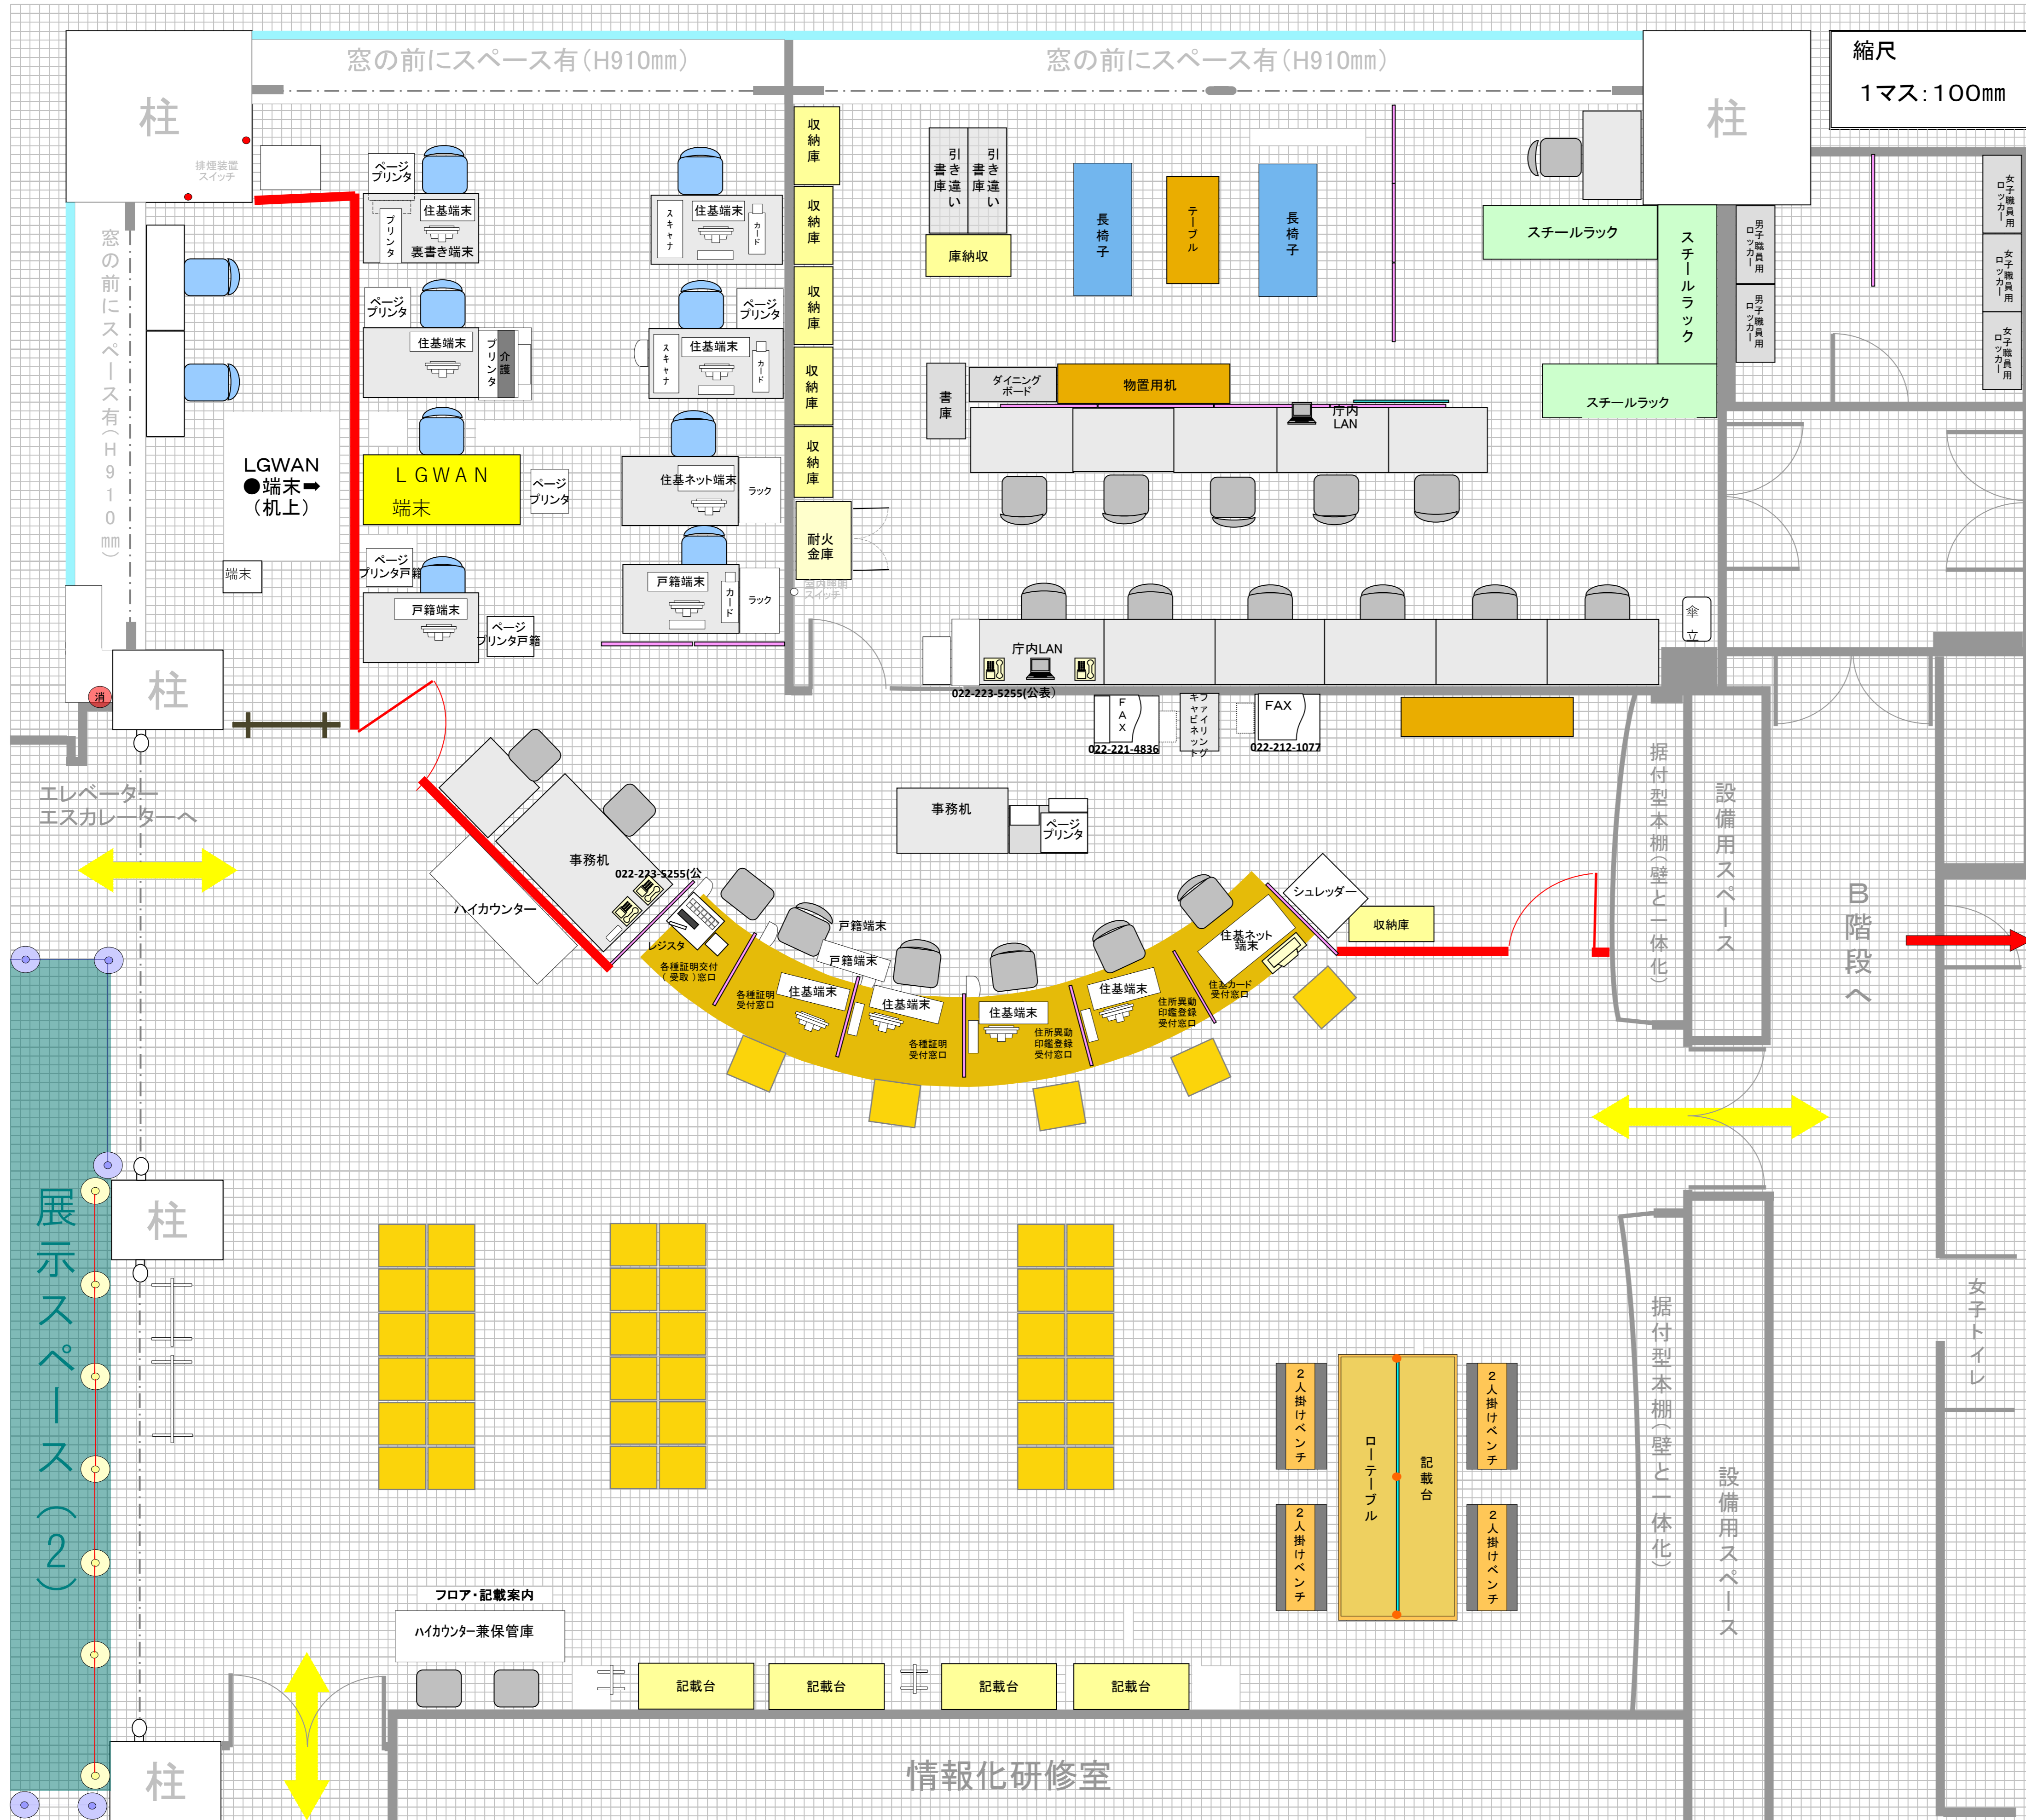 窓の前にスペース有(H910㎜)
窓の前にスペース有(H910㎜)
縮尺
1マス:100㎜
柱
排煙装置
スイッチ
柱
窓の前にスペース有(H910㎜)
ページ
プリンタ
プリンタ
住基端末
裏書き端末
スキャナ
住基端末
カード
ページ
プリンタ
住基端末
プリンタ
介護
ページ
プリンタ
スキャナ
住基端末
カード
LGWAN
●端末➡
(机上)
LGWAN
端末
ページ
プリンタ
住基ネット端末
ラック
端末
ページ
プリンタ戸籍
戸籍端末
ページ
プリンタ戸籍
戸籍端末
カード
ラック
収納庫
収納庫
収納庫
収納庫
収納庫
耐火
金庫
スイッチ
引き違い
書庫
引き違い
書庫
庫納収
長椅子
テーブル
長椅子
スチールラック
スチールラック
スチールラック
男子職員用
ロッカー
男子職員用
ロッカー
女子職員用
ロッカー
女子職員用
ロッカー
女子職員用
ロッカー
書庫
ダイニング
ボード
物置用机
庁内
LAN
傘立
庁内LAN
022-223-5255(公表)
FAX
022-221-4836
ファイリング
キャビネット
FAX
022-212-1077
消
柱
エレベーター
エスカレーターへ
事務机
022-223-5255(公
ハイカウンター
事務机
ページ
プリンタ
レジスタ
各種証明交付
(受取)窓口
戸籍端末
戸籍端末
各種証明
受付窓口
住基端末
住基端末
各種証明
受付窓口
住基端末
住所異動
印鑑登録
受付窓口
住基端末
住所異動
印鑑登録
受付窓口
住基ネット
端末
住基カード
受付窓口
シュレッダー
収納庫
据付型本棚(壁と一体化)
設備用スペース
B階段へ
展示スペース(2)
柱
2人掛けベンチ
2人掛けベンチ
ローテーブル
記載台
2人掛けベンチ
2人掛けベンチ
据付型本棚(壁と一体化)
設備用スペース
女子トイレ
フロア・記載案内
ハイカウンター兼保管庫
記載台
記載台
記載台
記載台
柱
情報化研修室